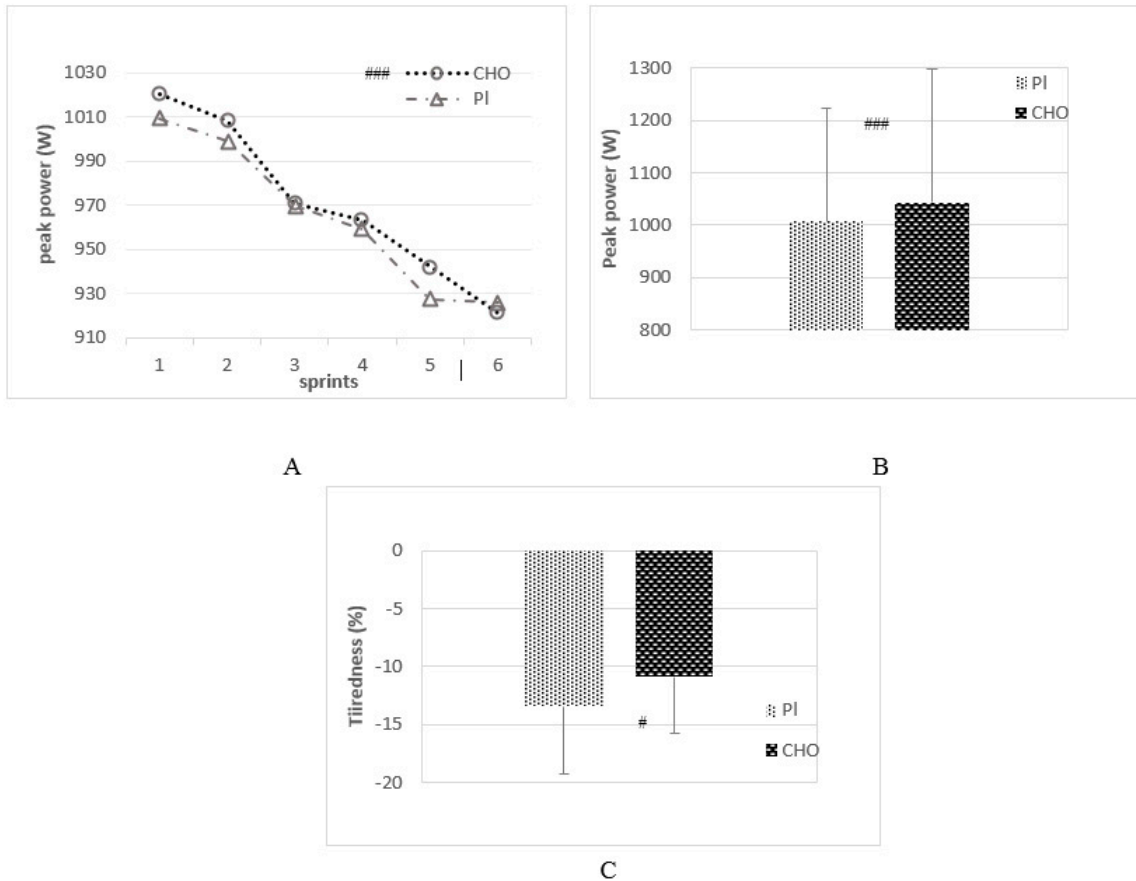 1030
1010
990
970
950
930
910
peak power (W)
### CHO
Pl
1 2 3 4 5 | 6
sprints
A
1300
1200
1100
1000
900
800
Peak power (W)
Pl
CHO
###
B
0
-5
-10
-15
-20
Tiiredness (%)
#
Pl
CHO
C